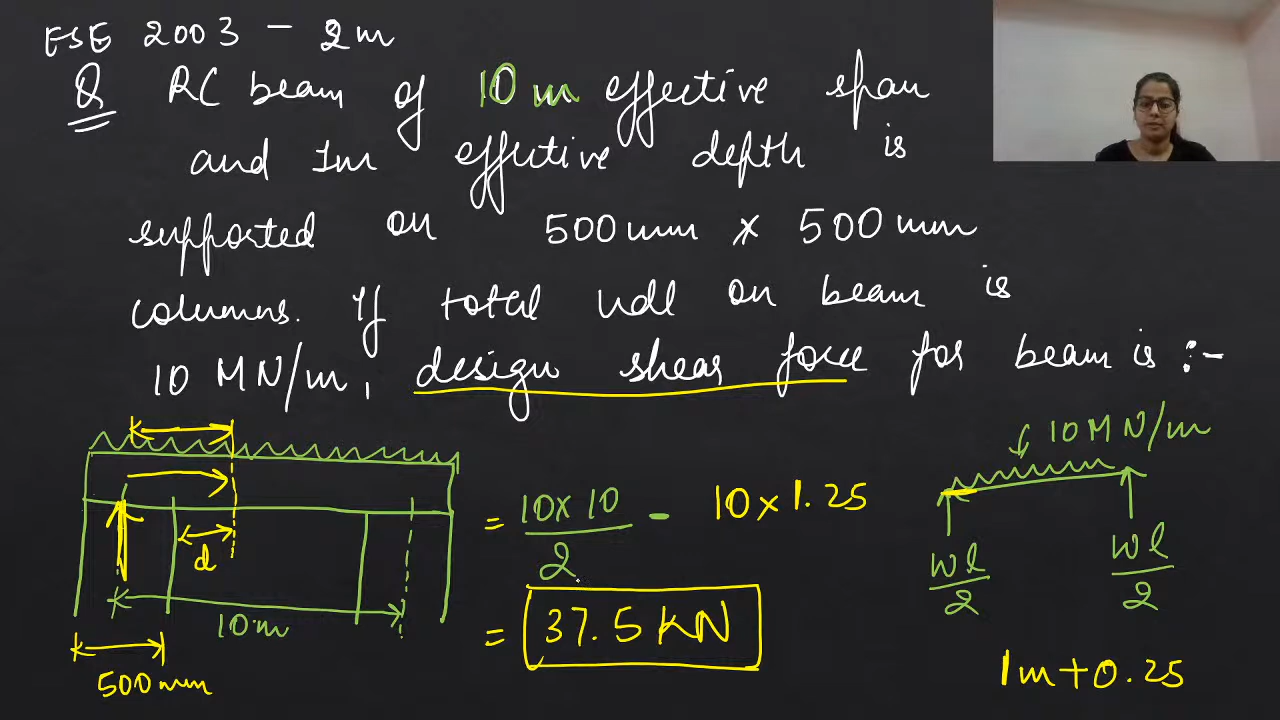 ESE 2003 - 2m
Q RC beam of 10 m effective span
and 1m effective depth is
supported on 500 mm x 500 mm
columns. If total udl on beam is
10 MN/m, design shear force for beam is :-
10 MN/m
d
10 m
500 mm
= 10 x 10 / 2 - 10 x 1.25
= 37.5 KN
wl / 2
wl / 2
1m + 0.25